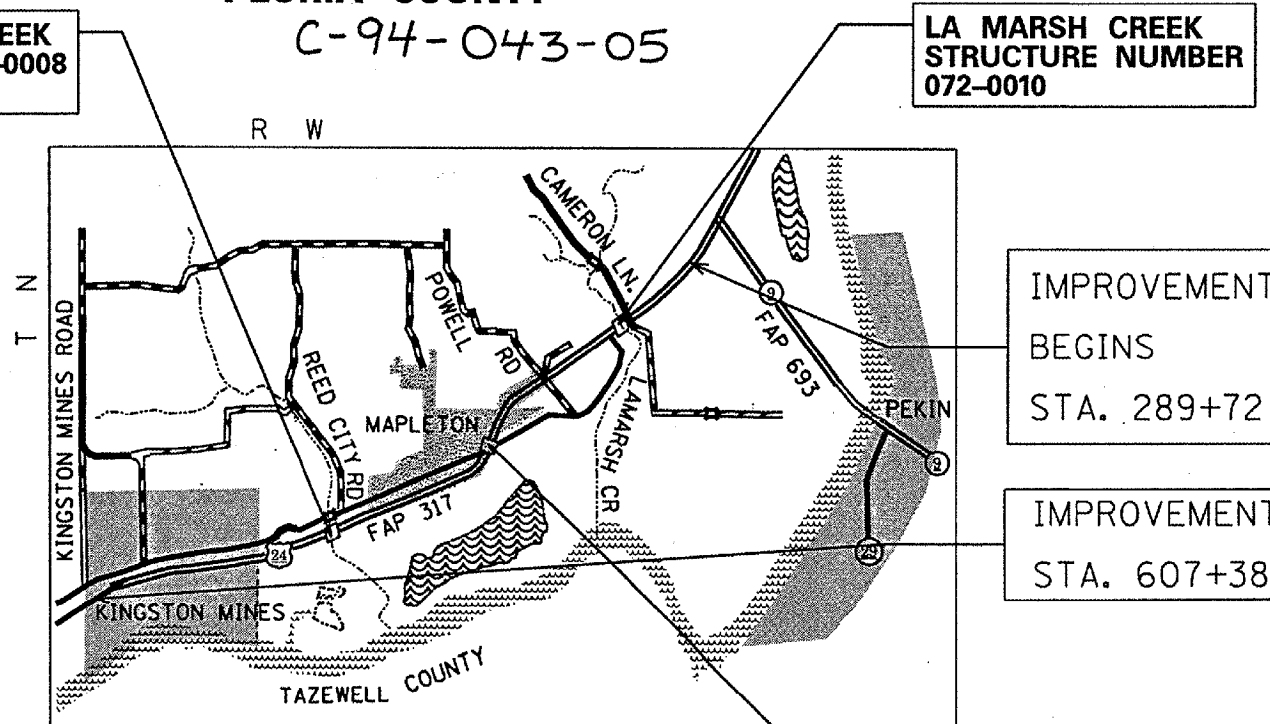 C-94-043-05
EEK
-0008
LA MARSH CREEK
STRUCTURE NUMBER
072-0010
R W
T N
KINGSTON MINES ROAD
REED CITY RD
POWELL RD
CAMERON LN.
MAPLETON
LAMARSH CR
FAP 317
FAP 693
9
PEKIN
9
24
29
KINGSTON MINES
TAZEWELL COUNTY
IMPROVEMENT
BEGINS
STA. 289+72
IMPROVEMENT
STA. 607+38